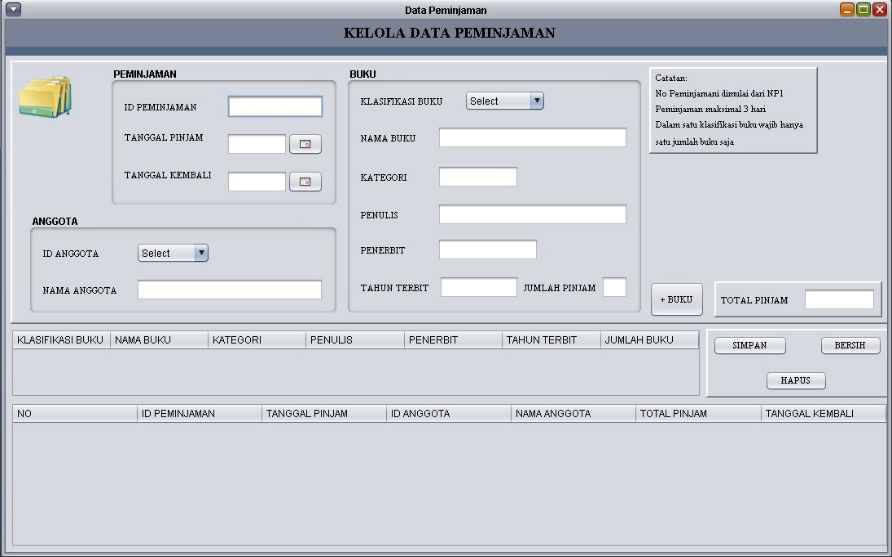 Data Peminjaman
KELOLA DATA PEMINJAMAN
PEMINJAMAN
ID PEMINJAMAN
TANGGAL PINJAM
TANGGAL KEMBALI
ANGGOTA
ID ANGGOTA Select
NAMA ANGGOTA
BUKU
KLASIFIKASI BUKU Select
NAMA BUKU
KATEGORI
PENULIS
PENERBIT
TAHUN TERBIT JUMLAH PINJAM
Catatan:
No Peminjamani dimulai dari NP1
Peminjaman maksimal 3 hari
Dalam satu klasifikasi buku wajib hanya
satu jumlah buku saja
+ BUKU TOTAL PINJAM
KLASIFIKASI BUKU NAMA BUKU KATEGORI PENULIS PENERBIT TAHUN TERBIT JUMLAH BUKU
SIMPAN BERSIH
HAPUS
NO ID PEMINJAMAN TANGGAL PINJAM ID ANGGOTA NAMA ANGGOTA TOTAL PINJAM TANGGAL KEMBALI